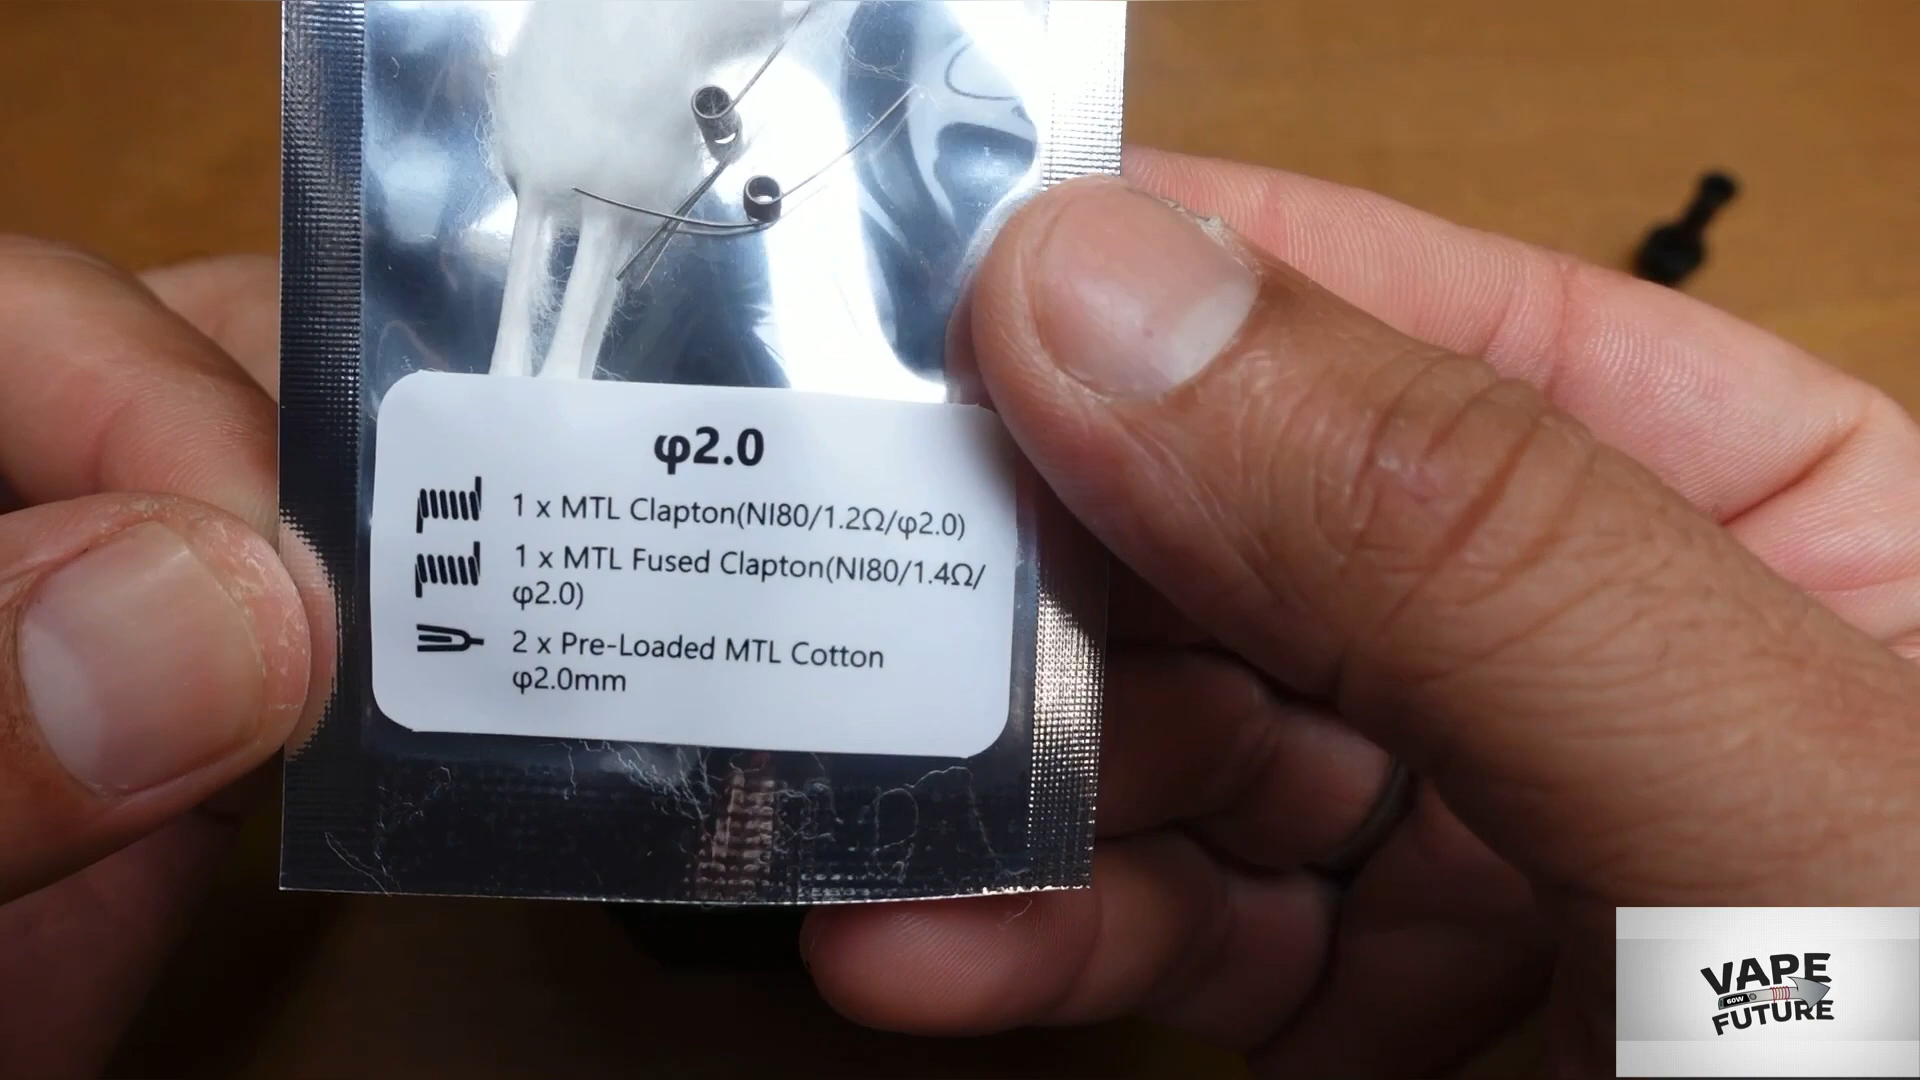 φ2.0
1 x MTL Clapton(NI80/1.2Ω/φ2.0)
1 x MTL Fused Clapton(NI80/1.4Ω/
φ2.0)
2 x Pre-Loaded MTL Cotton
φ2.0mm
VAPE
60W
FUTURE